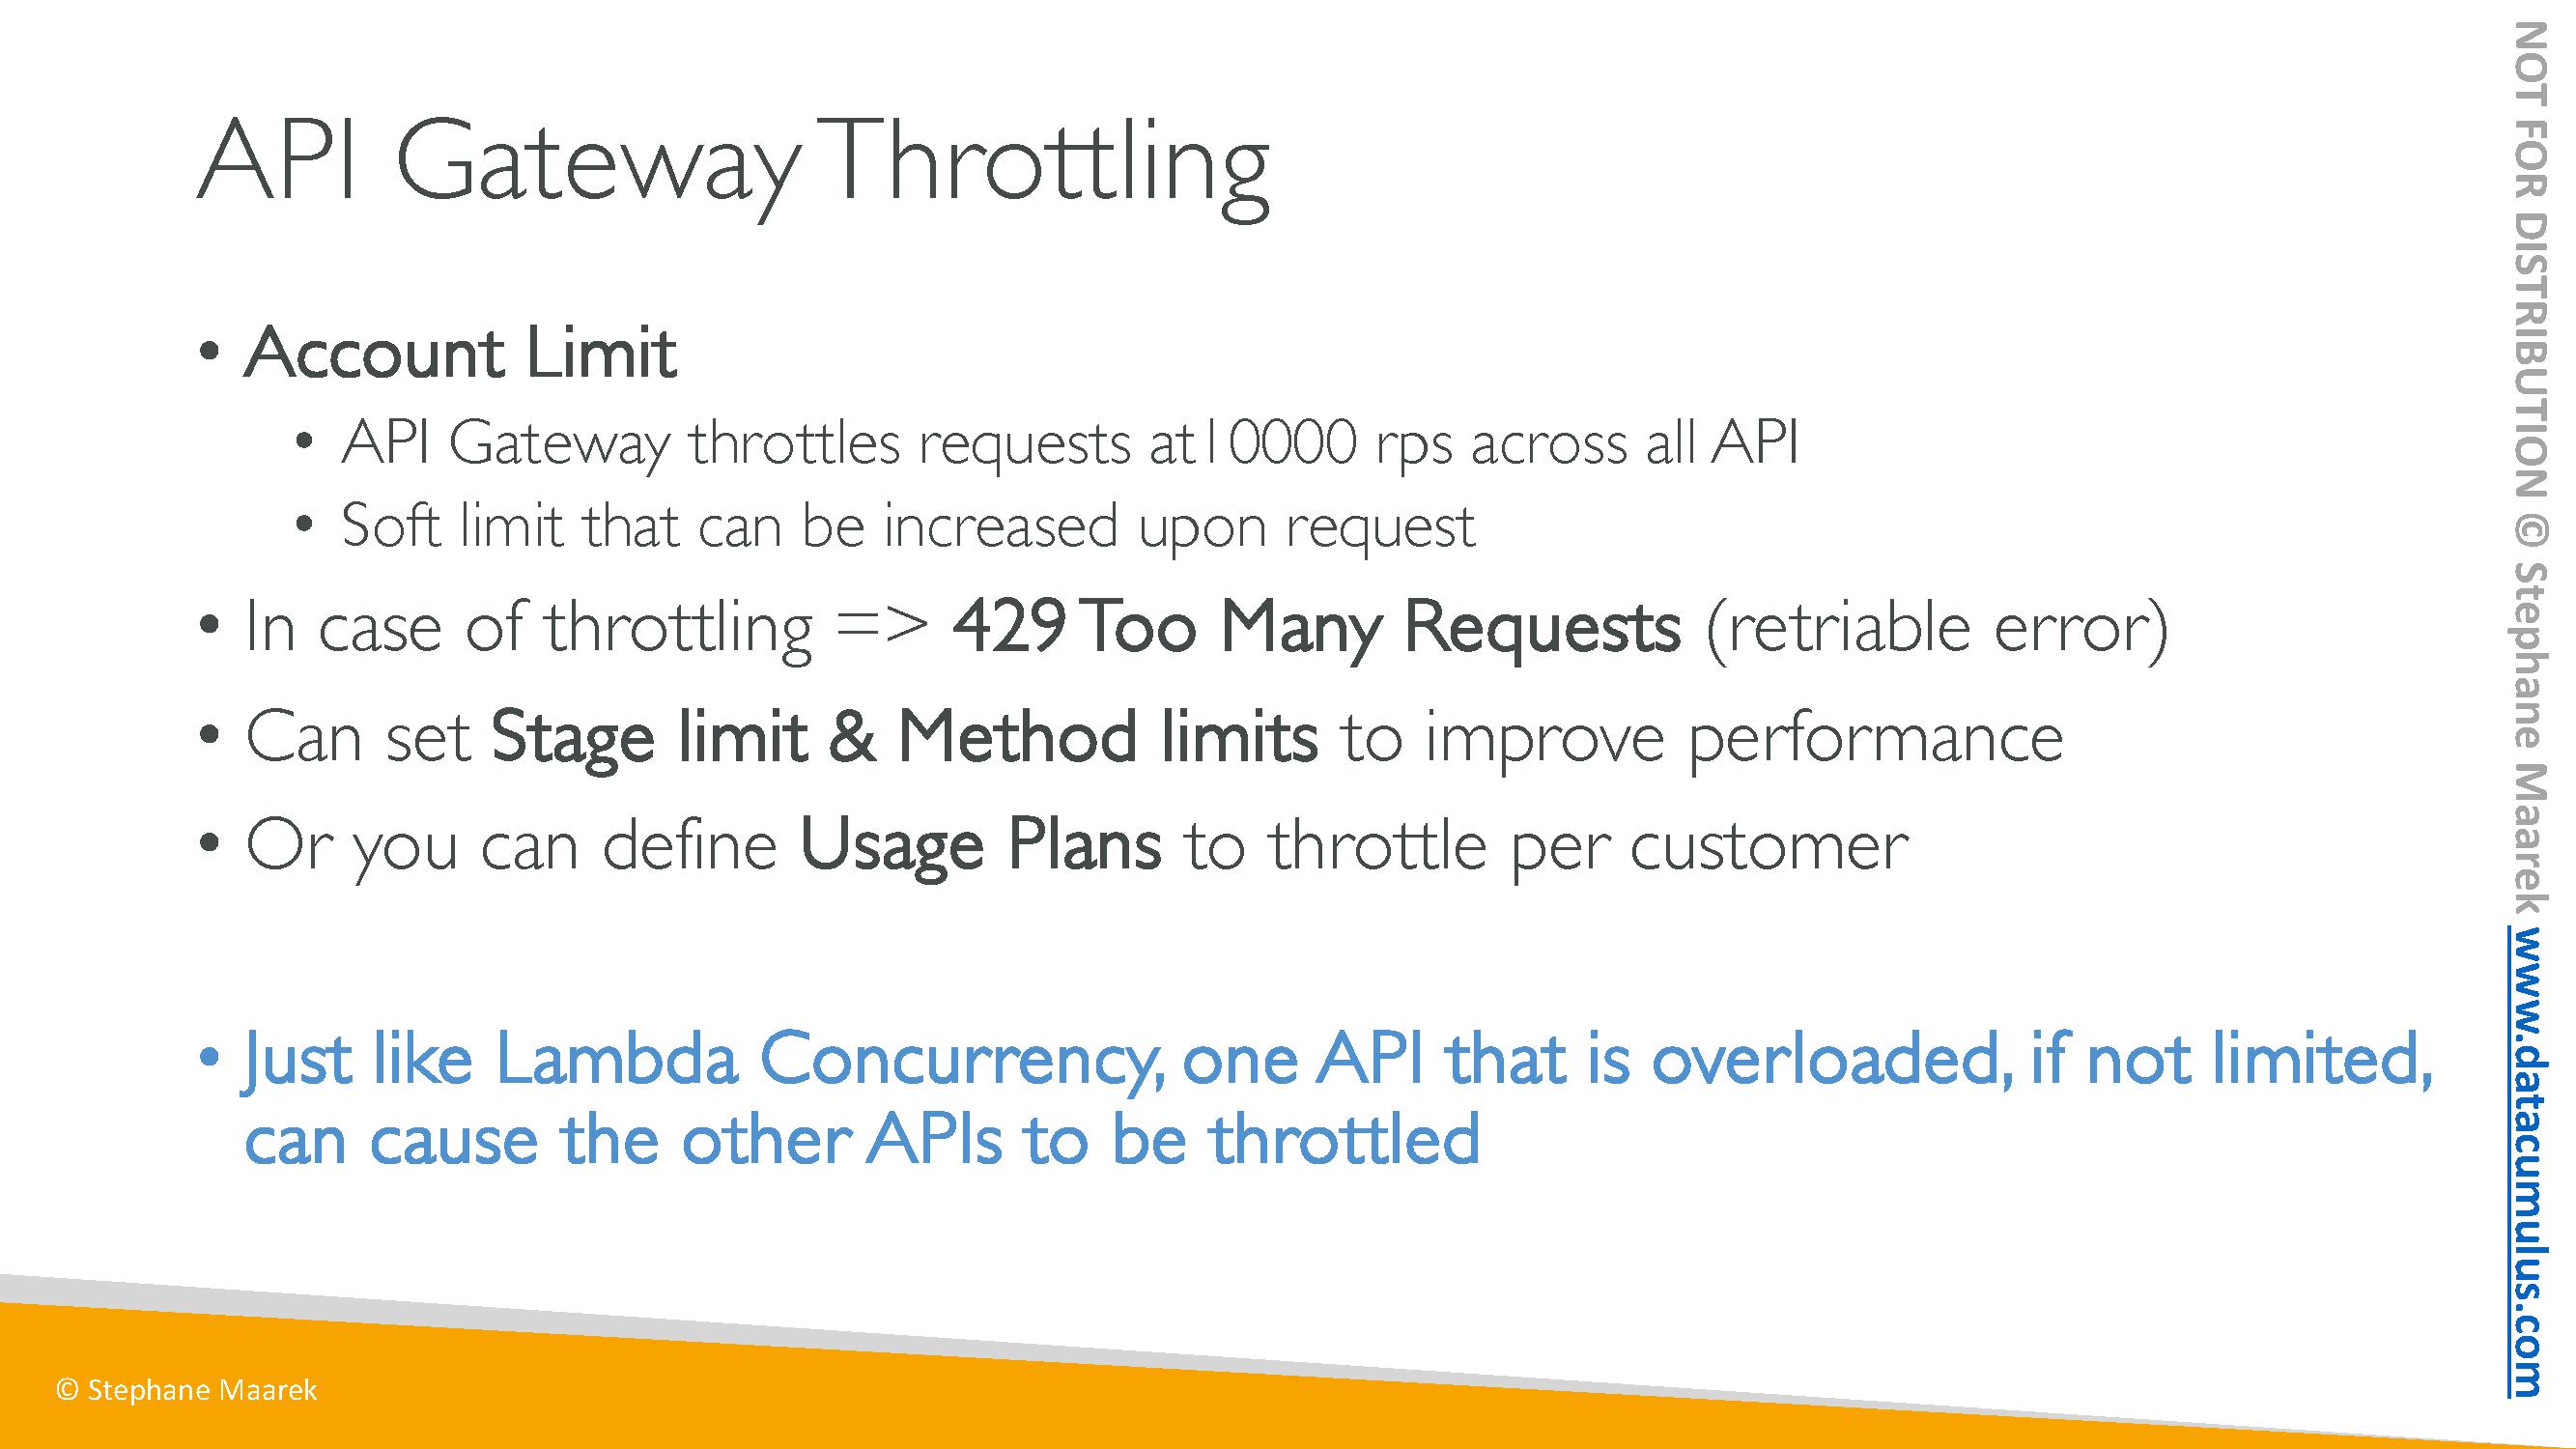 API Gateway Throttling
• Account Limit
• API Gateway throttles requests at10000 rps across all API
• Soft limit that can be increased upon request
• In case of throttling => 429 Too Many Requests (retriable error)
• Can set Stage limit & Method limits to improve performance
• Or you can define Usage Plans to throttle per customer
• Just like Lambda Concurrency, one API that is overloaded, if not limited,
can cause the other APIs to be throttled
© Stephane Maarek
NOT FOR DISTRIBUTION © Stephane Maarek www.datacumulus.com